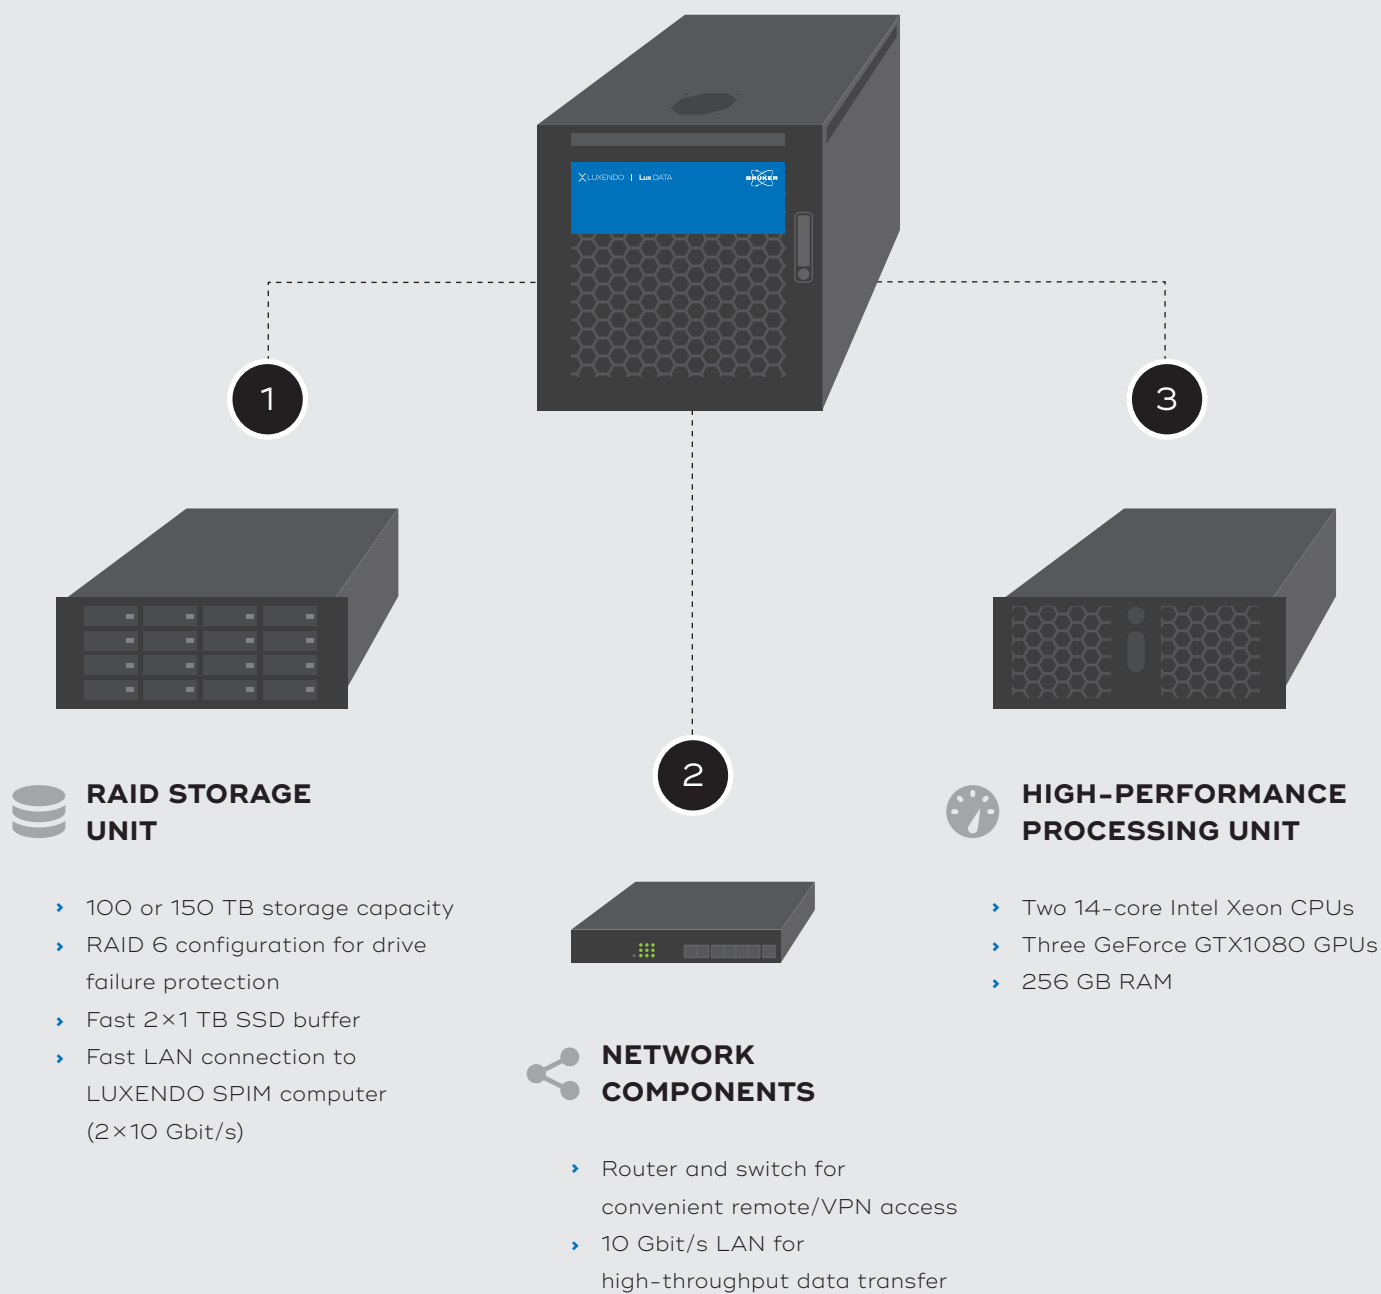 LUXENDO | Lux DATA
BRUKER
1
3
2
RAID STORAGE
UNIT
100 or 150 TB storage capacity
RAID 6 configuration for drive
failure protection
Fast 2×1 TB SSD buffer
Fast LAN connection to
LUXENDO SPIM computer
(2×10 Gbit/s)
NETWORK
COMPONENTS
Router and switch for
convenient remote/VPN access
10 Gbit/s LAN for
high-throughput data transfer
HIGH-PERFORMANCE
PROCESSING UNIT
Two 14-core Intel Xeon CPUs
Three GeForce GTX1080 GPUs
256 GB RAM